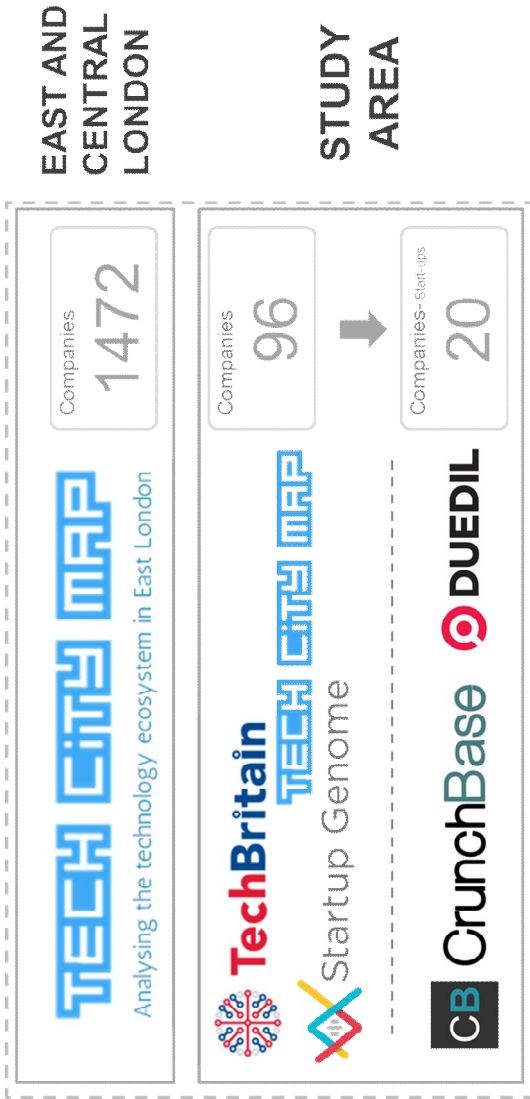 TECH CITY MAP
Analysing the technology ecosystem in East London
Companies
1472
EAST AND
CENTRAL
LONDON
TechBritain
TECH CITY MAP
Startup Genome
Companies
96
CB CrunchBase
DUEDIL
Companies- Start-ups
20
STUDY
AREA